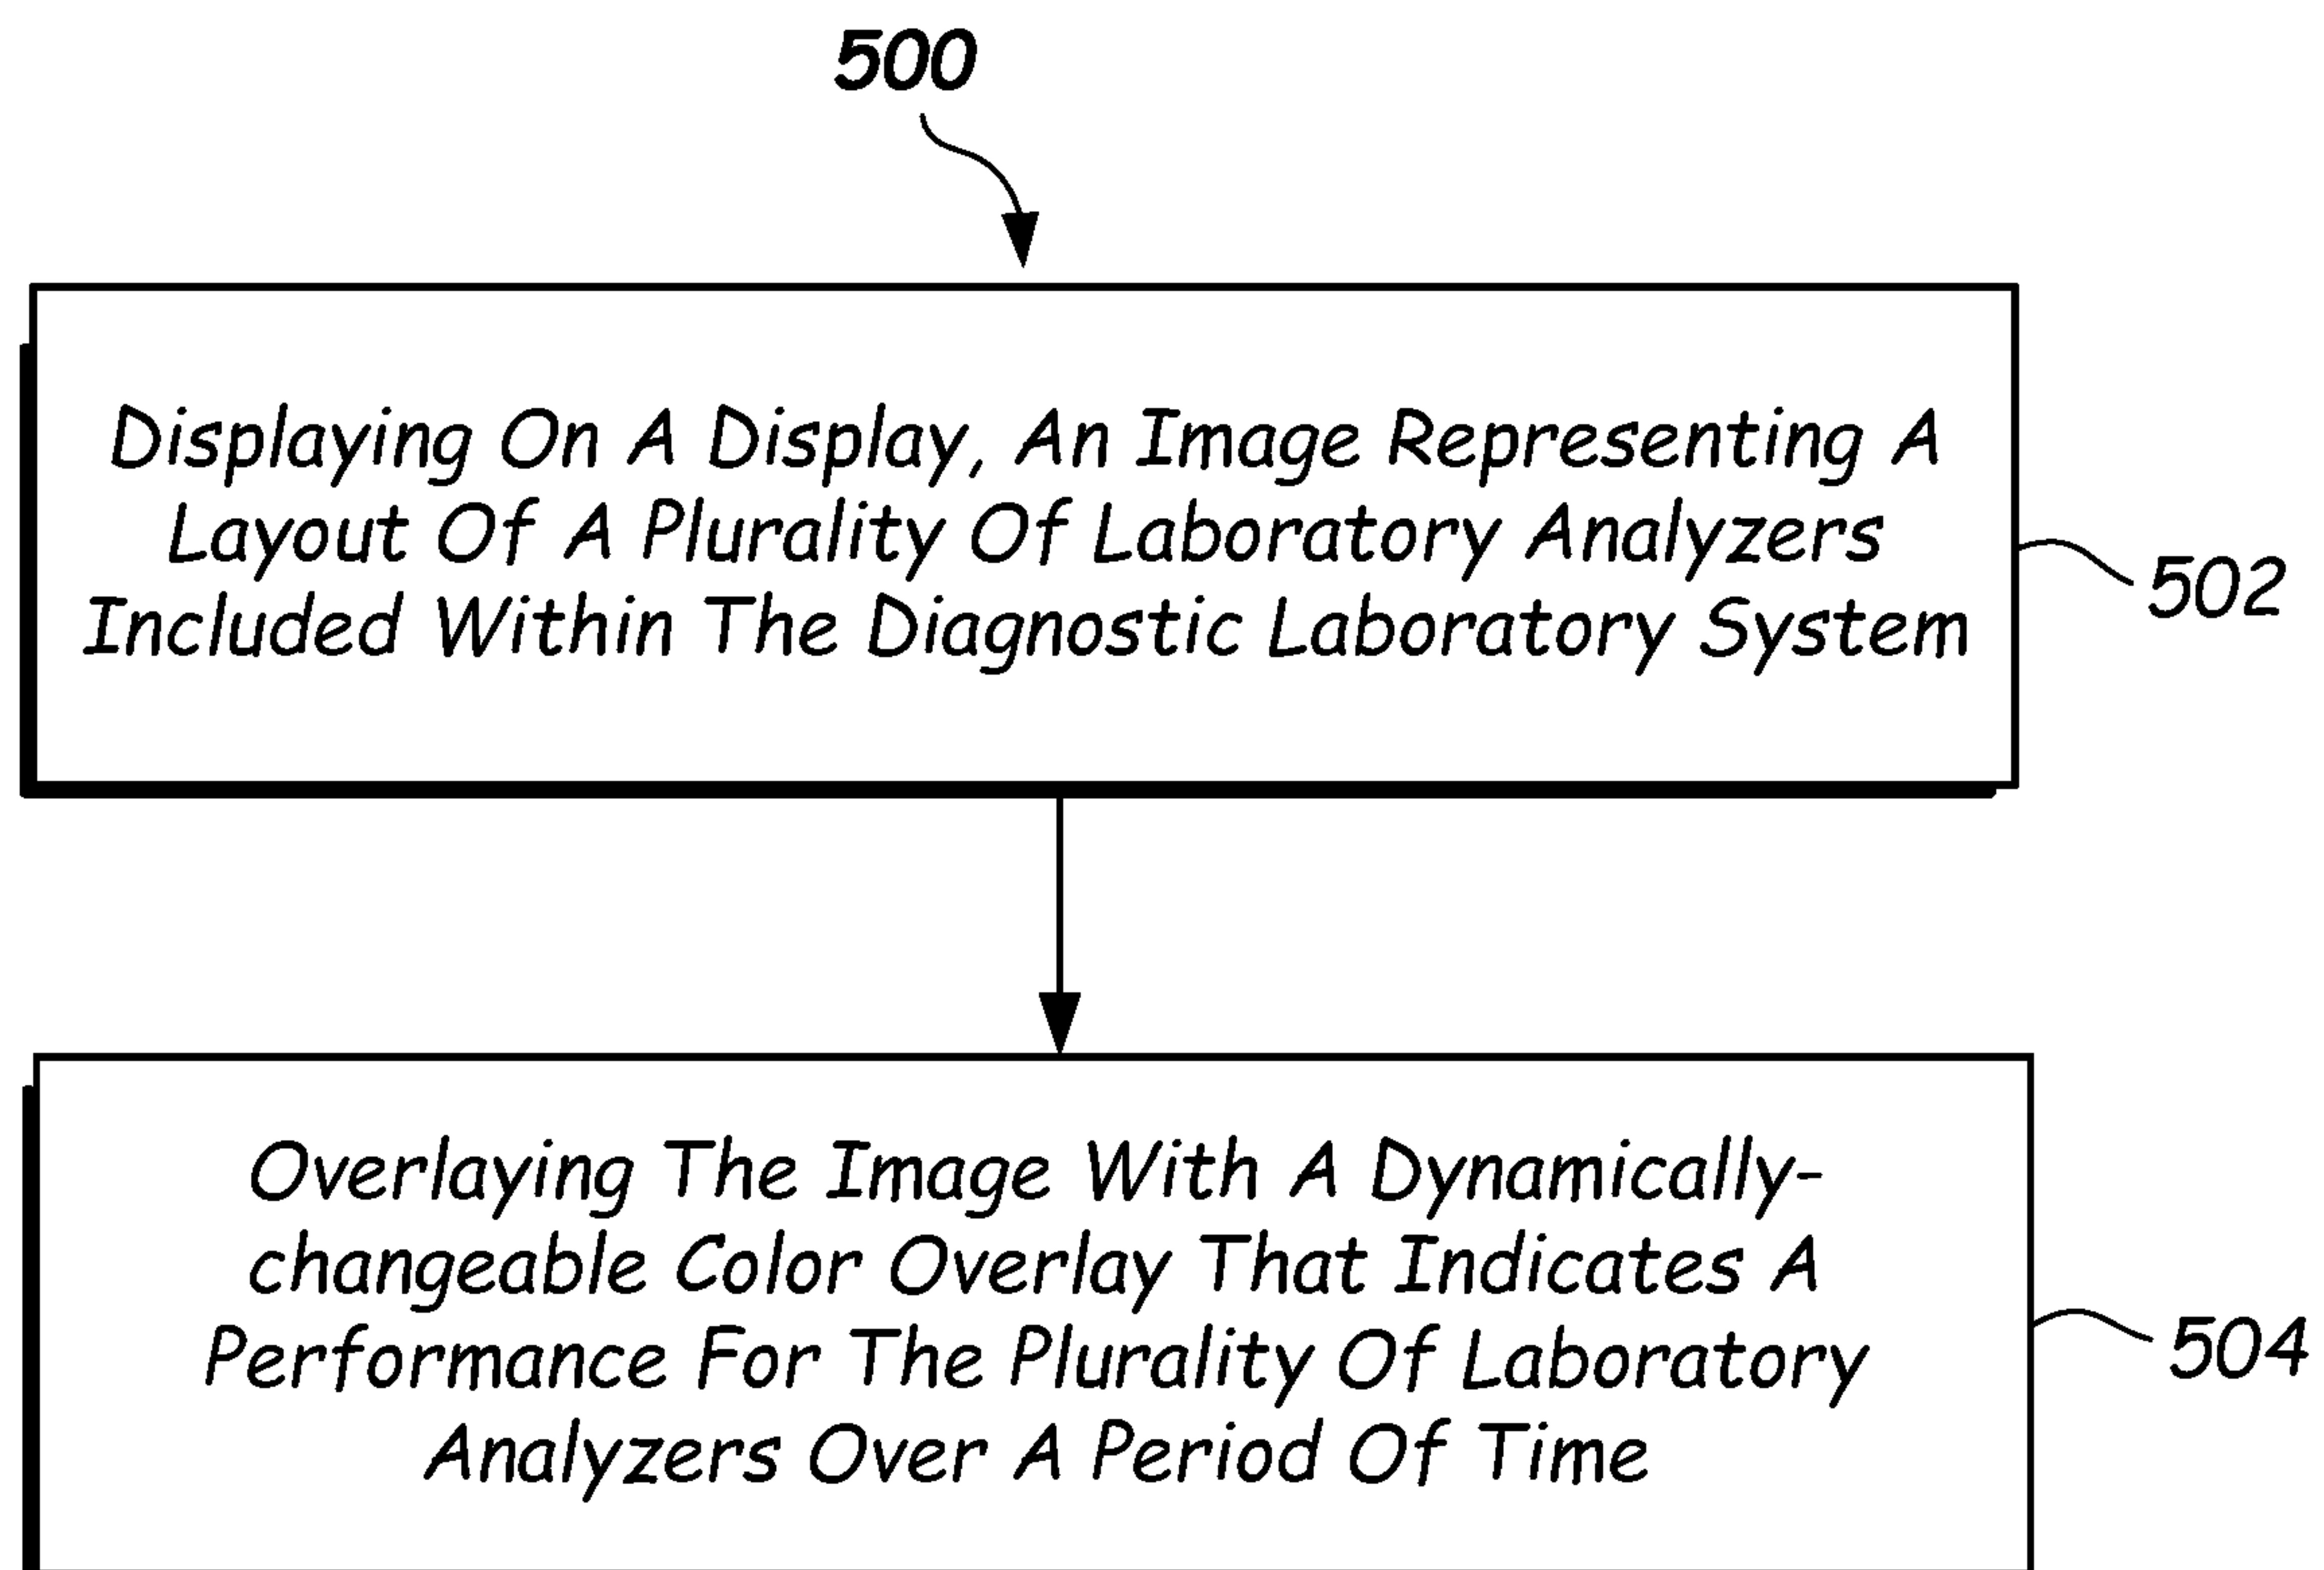 500
Displaying On A Display, An Image Representing A
Layout Of A Plurality Of Laboratory Analyzers
Included Within The Diagnostic Laboratory System
502
Overlaying The Image With A Dynamically-
changeable Color Overlay That Indicates A
Performance For The Plurality Of Laboratory
Analyzers Over A Period Of Time
504